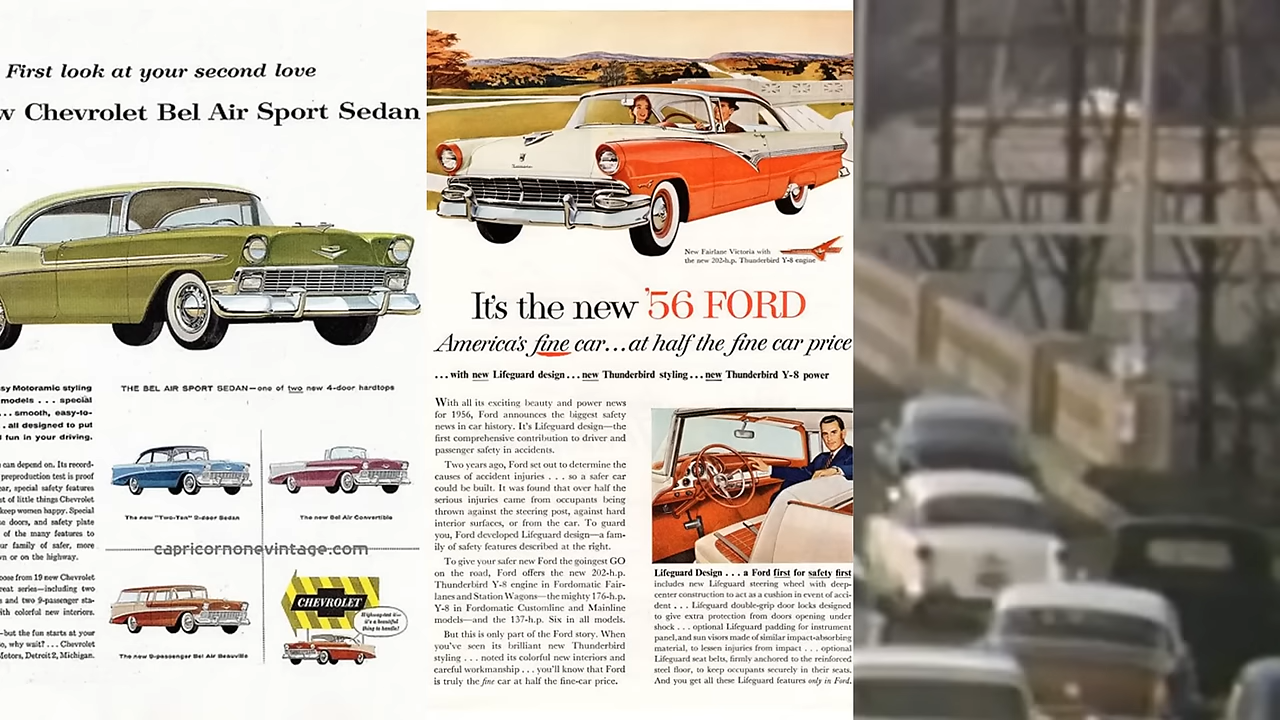 First look at your second love
Chevrolet Bel Air Sport Sedan
Motoramic styling
models . . . special
. . . smooth, easy-to-
. . all designed to put
fun in your driving.
THE BEL AIR SPORT SEDAN—one of two new 4-door hardtops
can depend on. Its record-
preproduction test is proof
special safety features
of little things Chevrolet
keep women happy. Special
doors, and safety plate
of the many features to
family of safer, more
or on the highway.
from 19 new Chevrolet
series—including two
and two 9-passenger sta-
with colorful new interiors.
—but the fun starts at your
why wait? . . . Chevrolet
Motors, Detroit 2, Michigan.
The new "Two-Ten" 2-door Sedan
The new Bel Air Convertible
capricornonevintage.com
The new 9-passenger Bel Air Beauville
CHEVROLET
Highway-test it—
it's a beautiful
thing to handle!
New Fairlane Victoria with
the new 202-h.p. Thunderbird Y-8 engine
It's the new '56 FORD
America's fine car...at half the fine car price
. . . with new Lifeguard design . . . new Thunderbird styling . . . new Thunderbird Y-8 power
With all its exciting beauty and power news
for 1956, Ford announces the biggest safety
news in car history. It's Lifeguard design—the
first comprehensive contribution to driver and
passenger safety in accidents.
Two years ago, Ford set out to determine the
causes of accident injuries . . . so a safer car
could be built. It was found that over half the
serious injuries came from occupants being
thrown against the steering post, against hard
interior surfaces, or from the car. To guard
you, Ford developed Lifeguard design—a fam-
ily of safety features described at the right.
To give your safer new Ford the goingest GO
on the road, Ford offers the new 202-h.p.
Thunderbird Y-8 engine in Fordomatic Fair-
lanes and Station Wagons—the mighty 176-h.p.
Y-8 in Fordomatic Customline and Mainline
models—and the 137-h.p. Six in all models.
But this is only part of the Ford story. When
you've seen its brilliant new Thunderbird
styling . . . noted its colorful new interiors and
careful workmanship . . . you'll know that Ford
is truly the fine car at half the fine-car price.
Lifeguard Design . . . a Ford first for safety first
includes new Lifeguard steering wheel with deep-
center construction to act as a cushion in event of acci-
dent . . . Lifeguard double-grip door locks designed
to give extra protection from doors opening under
shock . . . optional Lifeguard padding for instrument
panel, and sun visors made of similar impact-absorbing
material, to lessen injuries from impact . . . optional
Lifeguard seat belts, firmly anchored to the reinforced
steel floor, to keep occupants securely in their seats.
And you get all these Lifeguard features only in Ford.